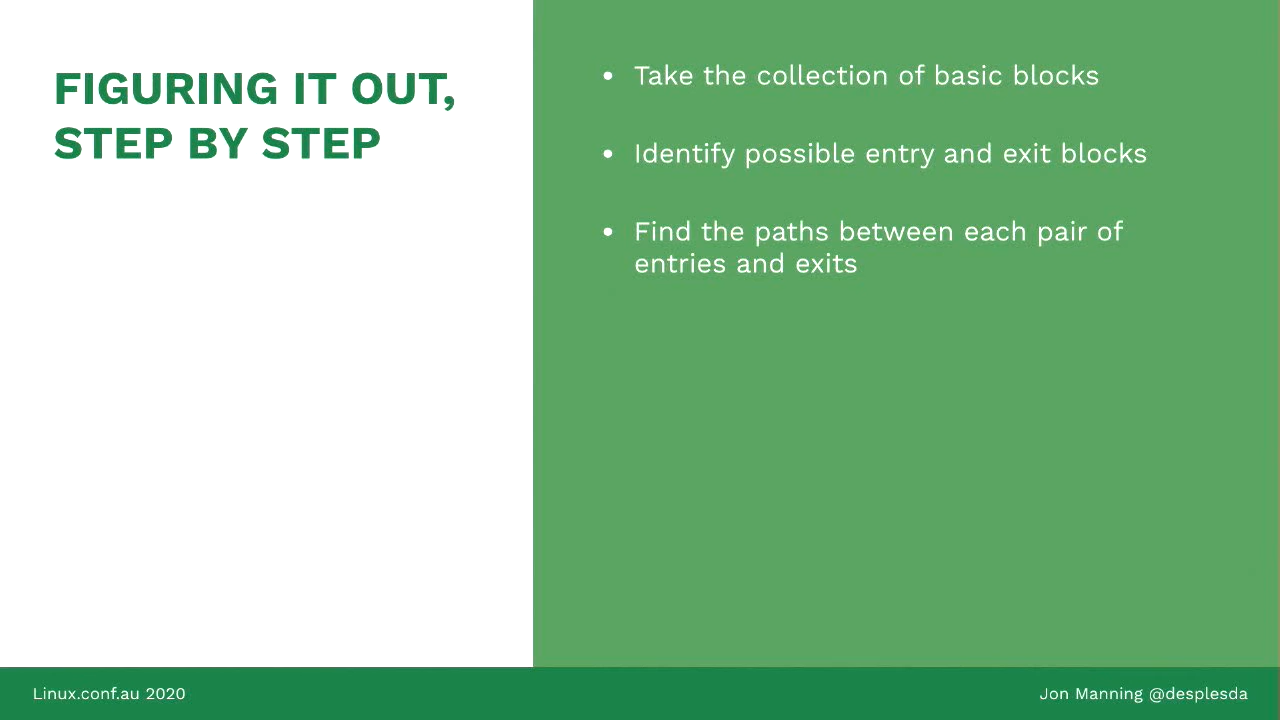 FIGURING IT OUT,
STEP BY STEP
• Take the collection of basic blocks
• Identify possible entry and exit blocks
• Find the paths between each pair of
entries and exits
Linux.conf.au 2020
Jon Manning @desplesda